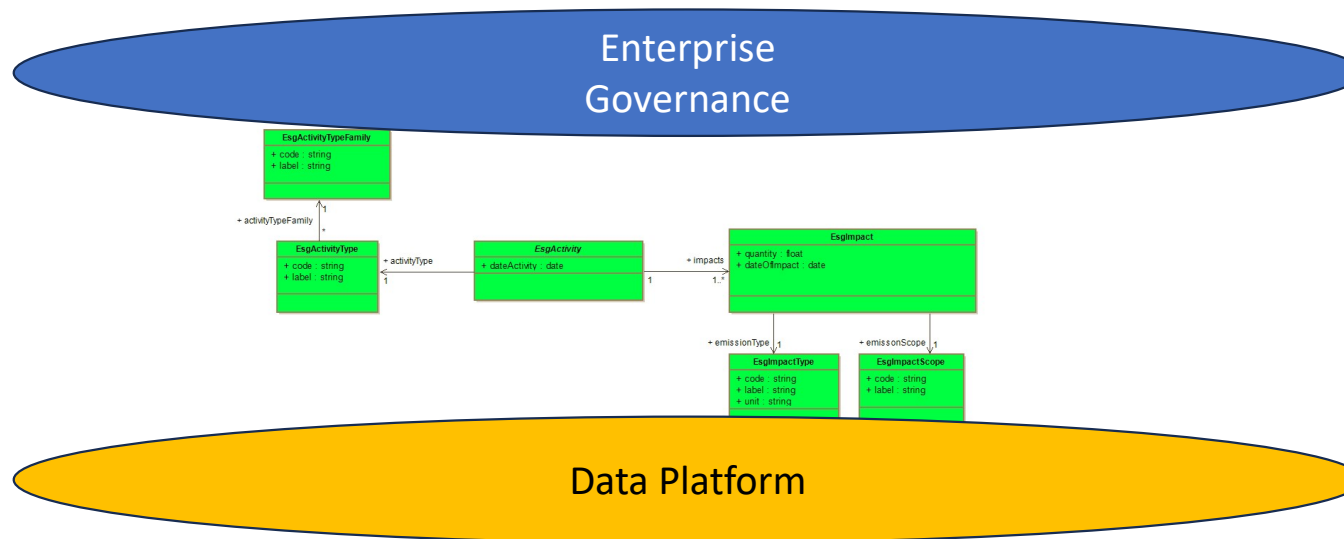 Enterprise
Governance
EsgActivityTypeFamily
+ code : string
+ label : string
1
+ activityTypeFamily
*
EsgActivityType
+ code : string
+ label : string
+ activityType
1
EsgActivity
+ dateActivity : date
+ impacts
1
1..*
EsgImpact
+ quantity : float
+ dateOfImpact : date
+ emissionType
1
+ emissonScope
1
EsgImpactType
+ code : string
+ label : string
+ unit : string
EsgImpactScope
+ code : string
+ label : string
Data Platform